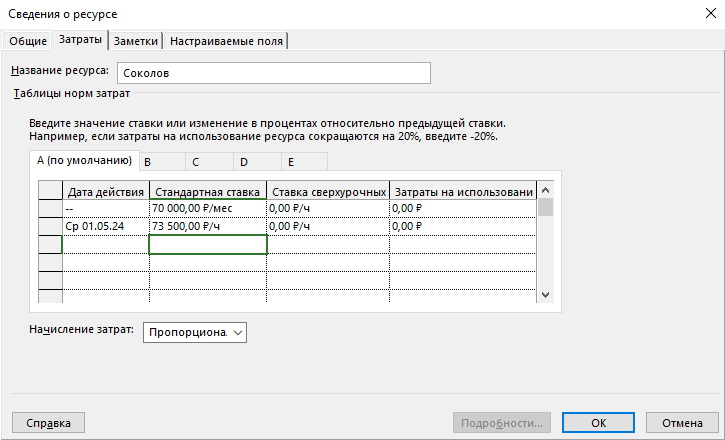 Сведения о ресурсе
Общие Затраты Заметки Настраиваемые поля
Название ресурса: Соколов
Таблицы норм затрат
Введите значение ставки или изменение в процентах относительно предыдущей ставки.
Например, если затраты на использование ресурса сокращаются на 20%, введите -20%.
A (по умолчанию) B C D E
Дата действия Стандартная ставка Ставка сверхурочных Затраты на использовани
-- 70 000,00 ₽/мес 0,00 ₽/ч 0,00 ₽
Ср 01.05.24 73 500,00 ₽/ч 0,00 ₽/ч 0,00 ₽
Начисление затрат: Пропорциона.
Справка Подробности... ОК Отмена